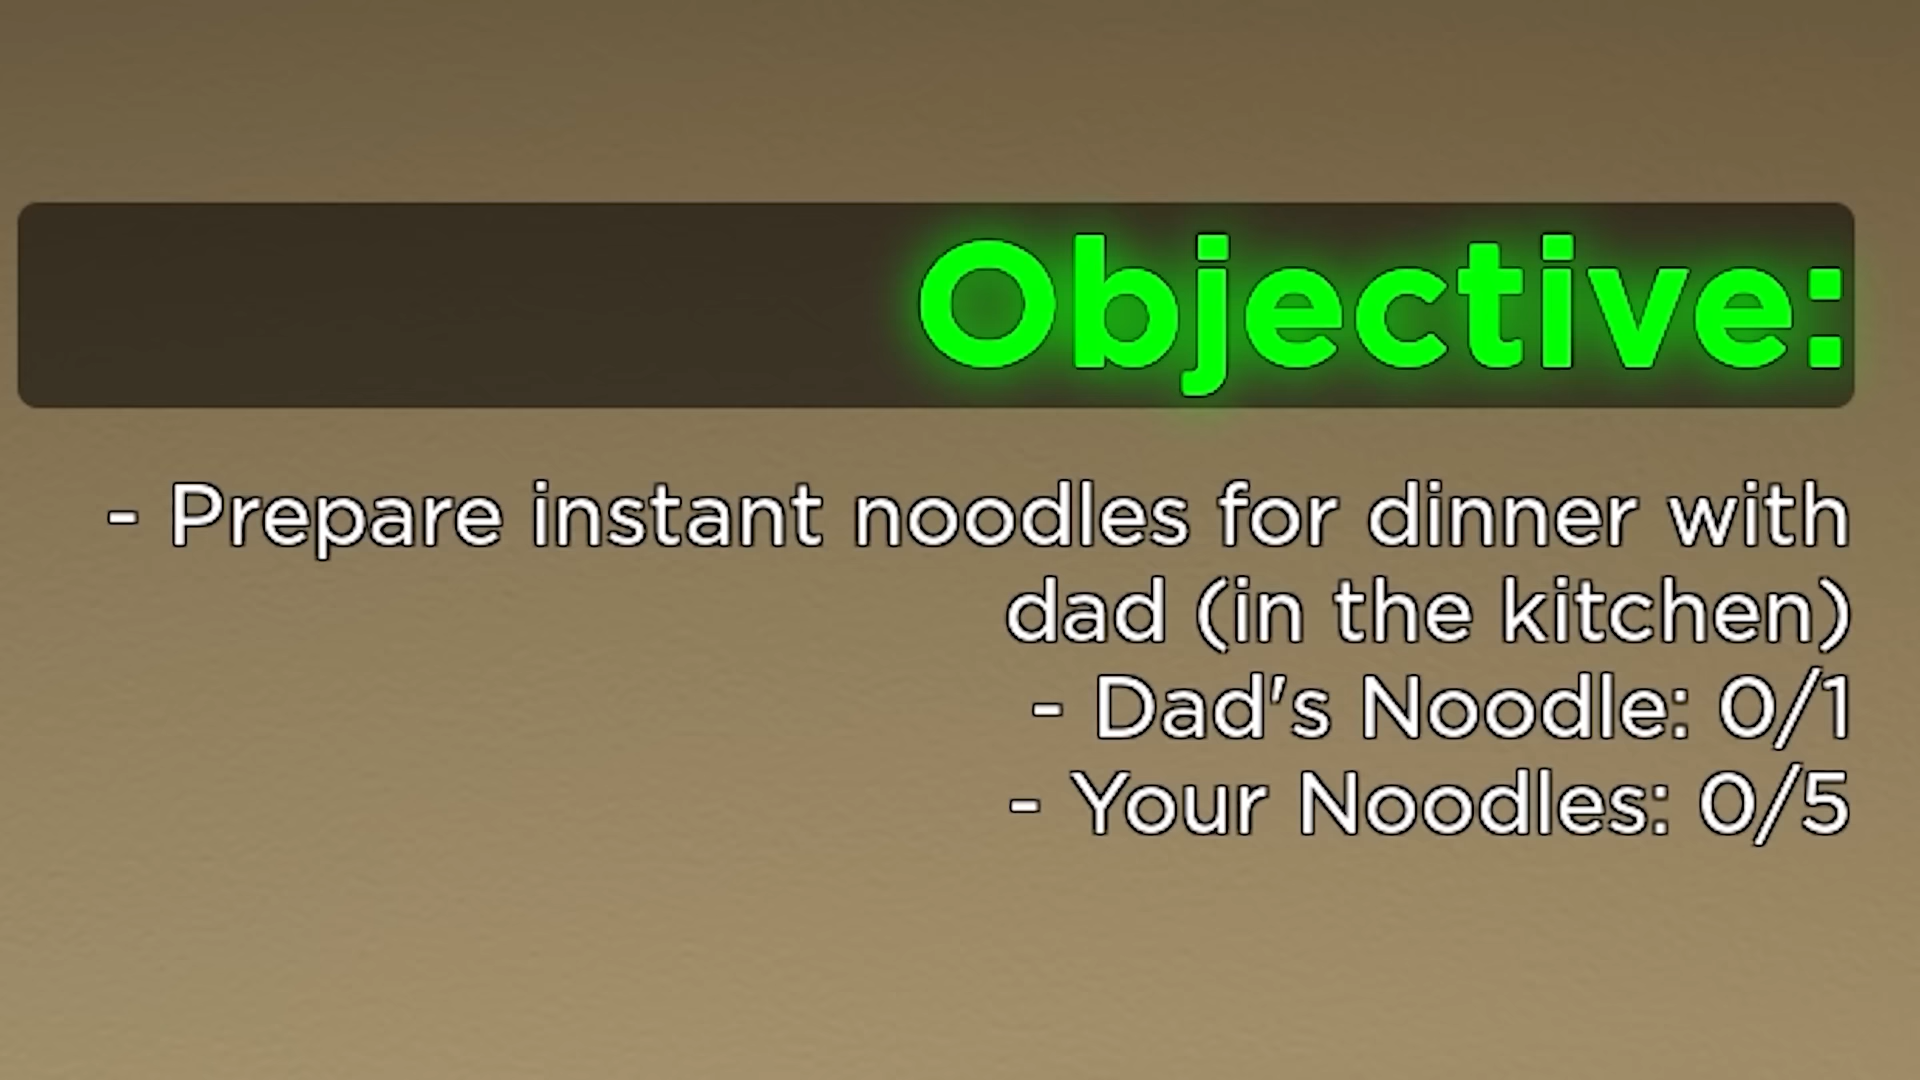 Objective:
- Prepare instant noodles for dinner with
dad (in the kitchen)
- Dad's Noodle: 0/1
- Your Noodles: 0/5